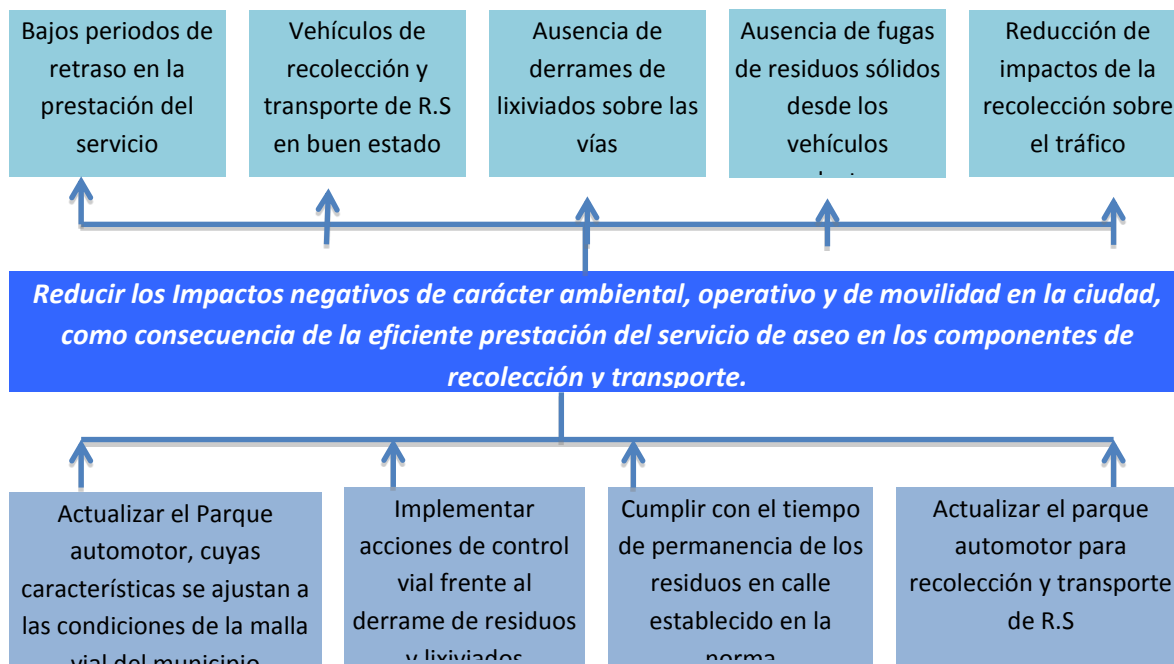 Bajos periodos de
retraso en la
prestación del
servicio
Vehículos de
recolección y
transporte de R.S
en buen estado
Ausencia de
derrames de
lixiviados sobre las
vías
Ausencia de fugas
de residuos sólidos
desde los
vehículos
Reducción de
impactos de la
recolección sobre
el tráfico
Reducir los Impactos negativos de carácter ambiental, operativo y de movilidad en la ciudad,
como consecuencia de la eficiente prestación del servicio de aseo en los componentes de
recolección y transporte.
Actualizar el Parque
automotor, cuyas
características se ajustan a
las condiciones de la malla
vial del municipio
Implementar
acciones de control
vial frente al
derrame de residuos
y lixiviados
Cumplir con el tiempo
de permanencia de los
residuos en calle
establecido en la
norma
Actualizar el parque
automotor para
recolección y transporte
de R.S